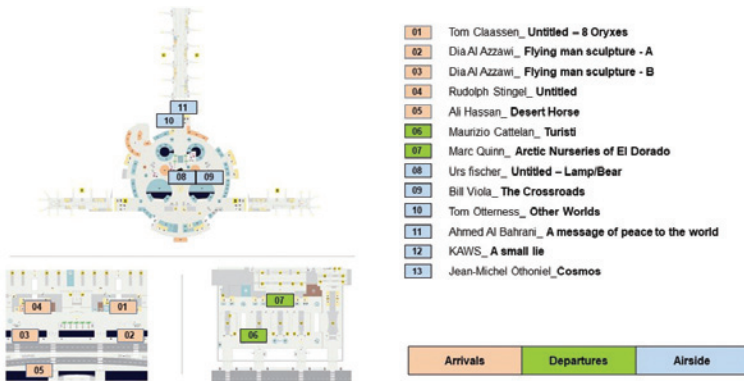 11
10
08 09
04 01
03 02
05
07
06
01 Tom Claassen_ Untitled – 8 Oryxes
02 Dia Al Azzawi_ Flying man sculpture - A
03 Dia Al Azzawi_ Flying man sculpture - B
04 Rudolph Stingel_ Untitled
05 Ali Hassan_ Desert Horse
06 Maurizio Cattelan_ Turisti
07 Marc Quinn_ Arctic Nurseries of El Dorado
08 Urs fischer_ Untitled – Lamp/Bear
09 Bill Viola_ The Crossroads
10 Tom Otterness_ Other Worlds
11 Ahmed Al Bahrani_ A message of peace to the world
12 KAWS_ A small lie
13 Jean-Michel Othoniel_Cosmos
Arrivals Departures Airside